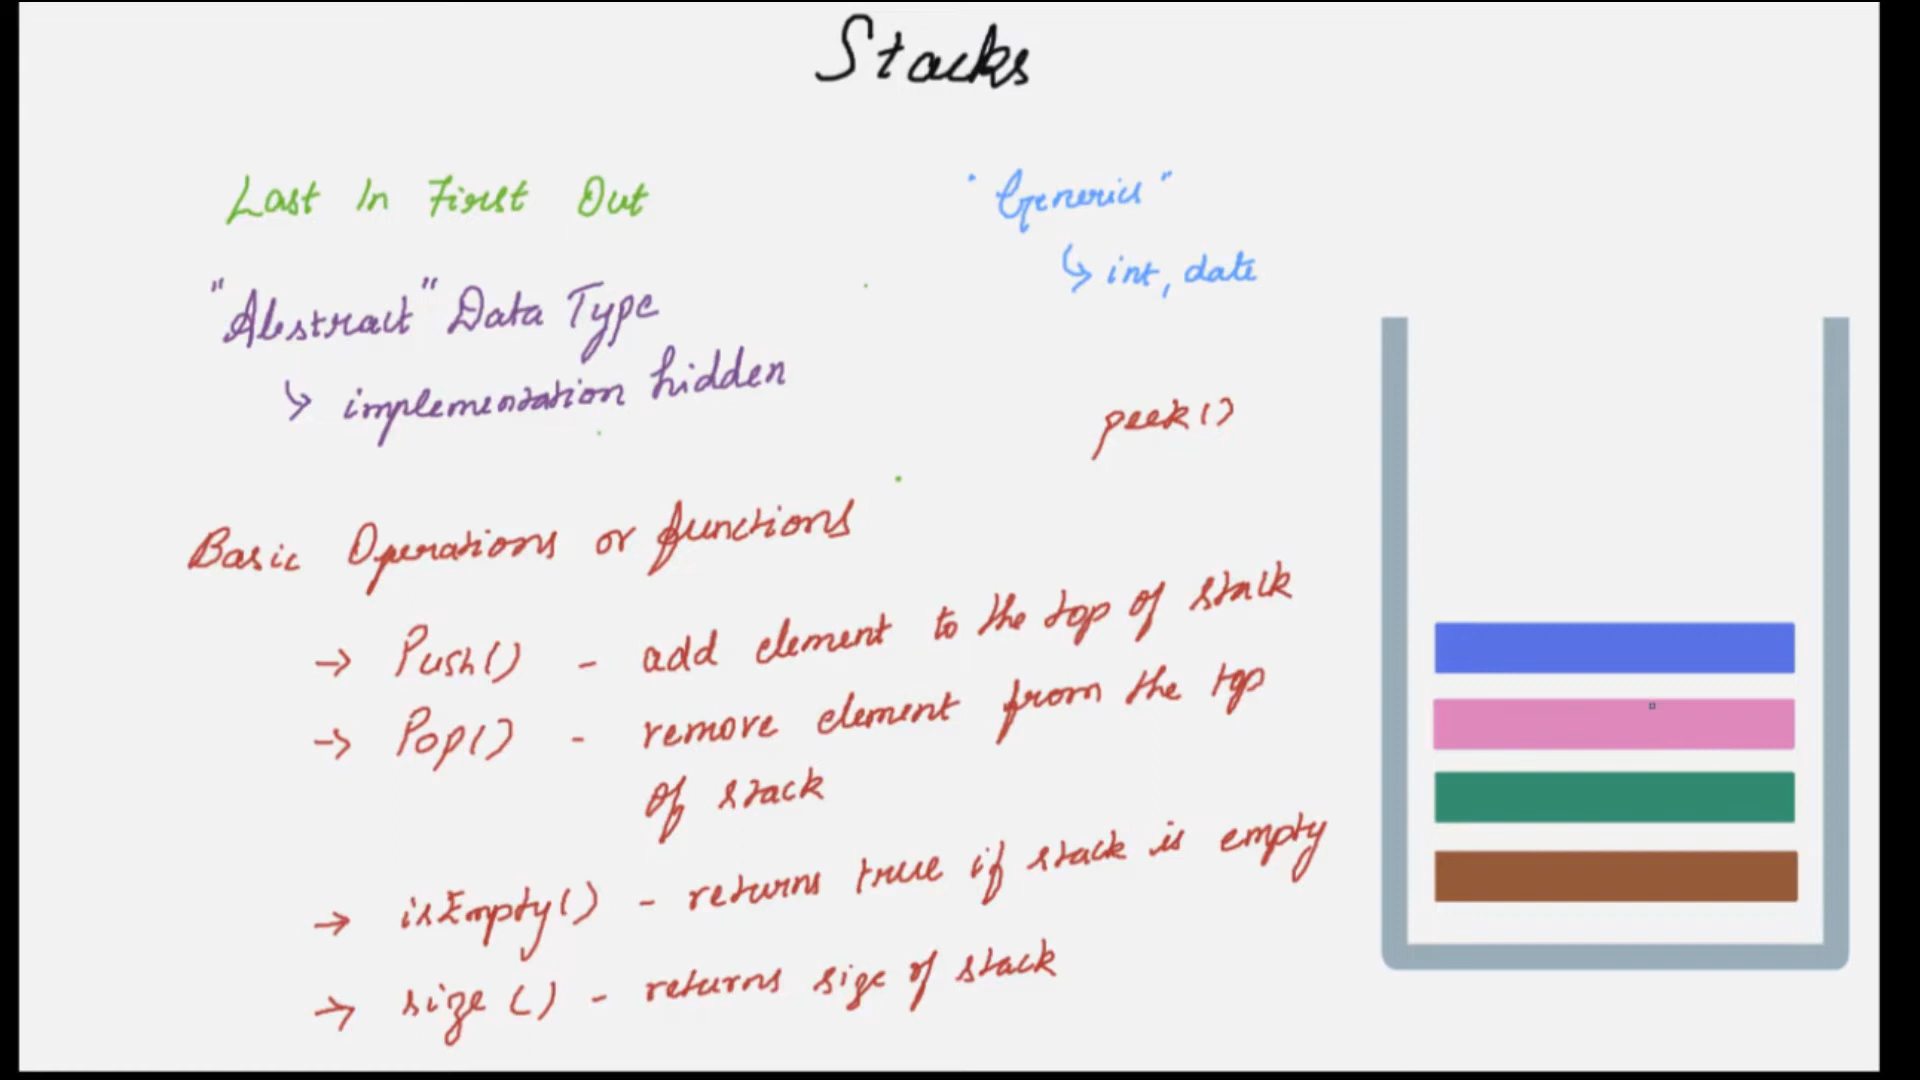 Stacks
Last In First Out
"Generics"
↳ int, date
"Abstract" Data Type
↳ implementation hidden
peek()
Basic Operations or functions
→ Push() - add element to the top of stack
→ Pop() - remove element from the top
of stack
→ isEmpty() - returns true if stack is empty
→ size() - returns size of stack